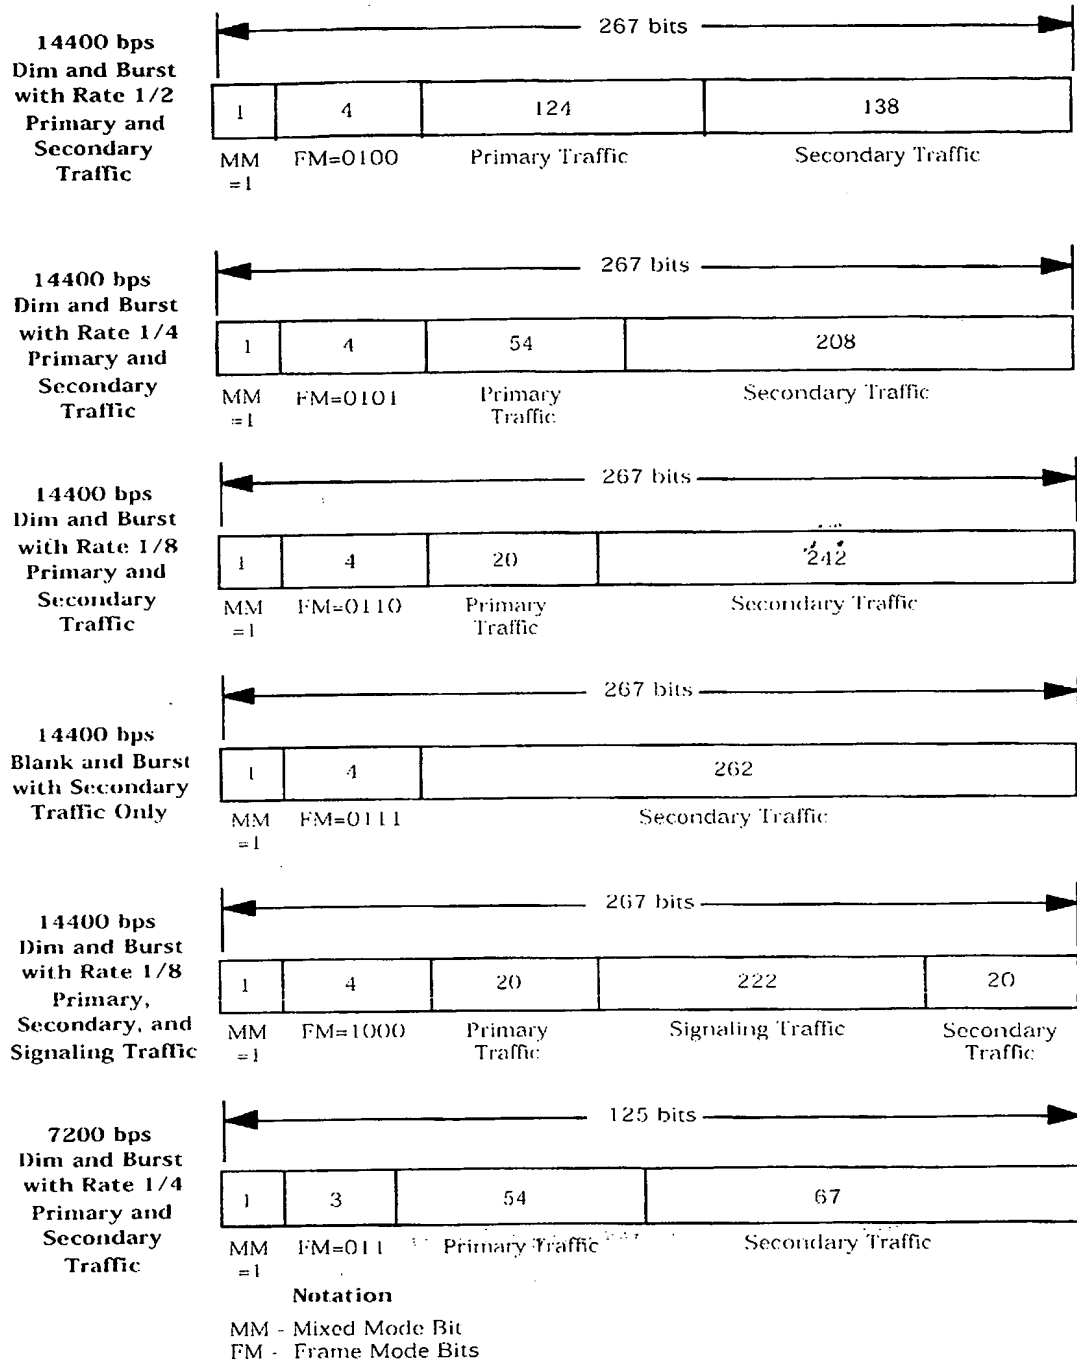 267 bits
14400 bps
Dim and Burst
with Rate 1/2
Primary and
Secondary
Traffic
1 4 124 138
MM FM=0100 Primary Traffic Secondary Traffic
=1
267 bits
14400 bps
Dim and Burst
with Rate 1/4
Primary and
Secondary
Traffic
1 4 54 208
MM FM=0101 Primary Secondary Traffic
=1 Traffic
267 bits
14400 bps
Dim and Burst
with Rate 1/8
Primary and
Secondary
Traffic
1 4 20 242
MM FM=0110 Primary Secondary Traffic
=1 Traffic
267 bits
14400 bps
Blank and Burst
with Secondary
Traffic Only
1 4 262
MM FM=0111 Secondary Traffic
=1
267 bits
14400 bps
Dim and Burst
with Rate 1/8
Primary,
Secondary, and
Signaling Traffic
1 4 20 222 20
MM FM=1000 Primary Signaling Traffic Secondary
=1 Traffic Traffic
125 bits
7200 bps
Dim and Burst
with Rate 1/4
Primary and
Secondary
Traffic
1 3 54 67
MM FM=011 Primary Traffic Secondary Traffic
=1
Notation
MM - Mixed Mode Bit
FM - Frame Mode Bits